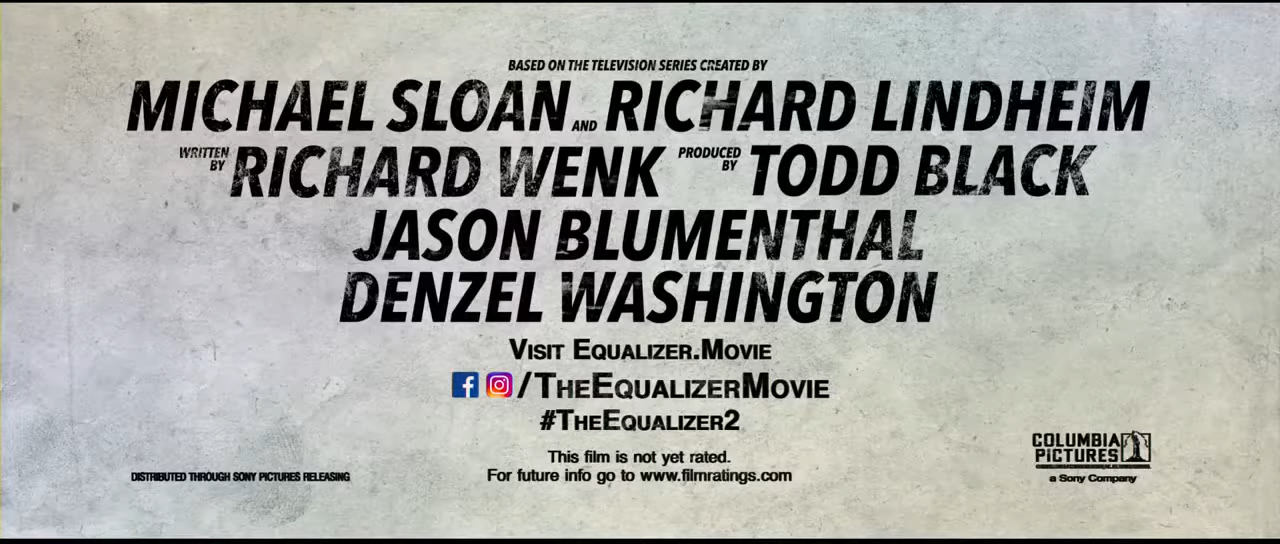 BASED ON THE TELEVISION SERIES CREATED BY
MICHAEL SLOAN AND RICHARD LINDHEIM
WRITTEN BY RICHARD WENK PRODUCED BY TODD BLACK
JASON BLUMENTHAL
DENZEL WASHINGTON
VISIT EQUALIZER.MOVIE
/THEEQUALIZERMOVIE
#THEEQUALIZER2
This film is not yet rated.
For future info go to www.filmratings.com
DISTRIBUTED THROUGH SONY PICTURES RELEASING
COLUMBIA
PICTURES
a Sony Company